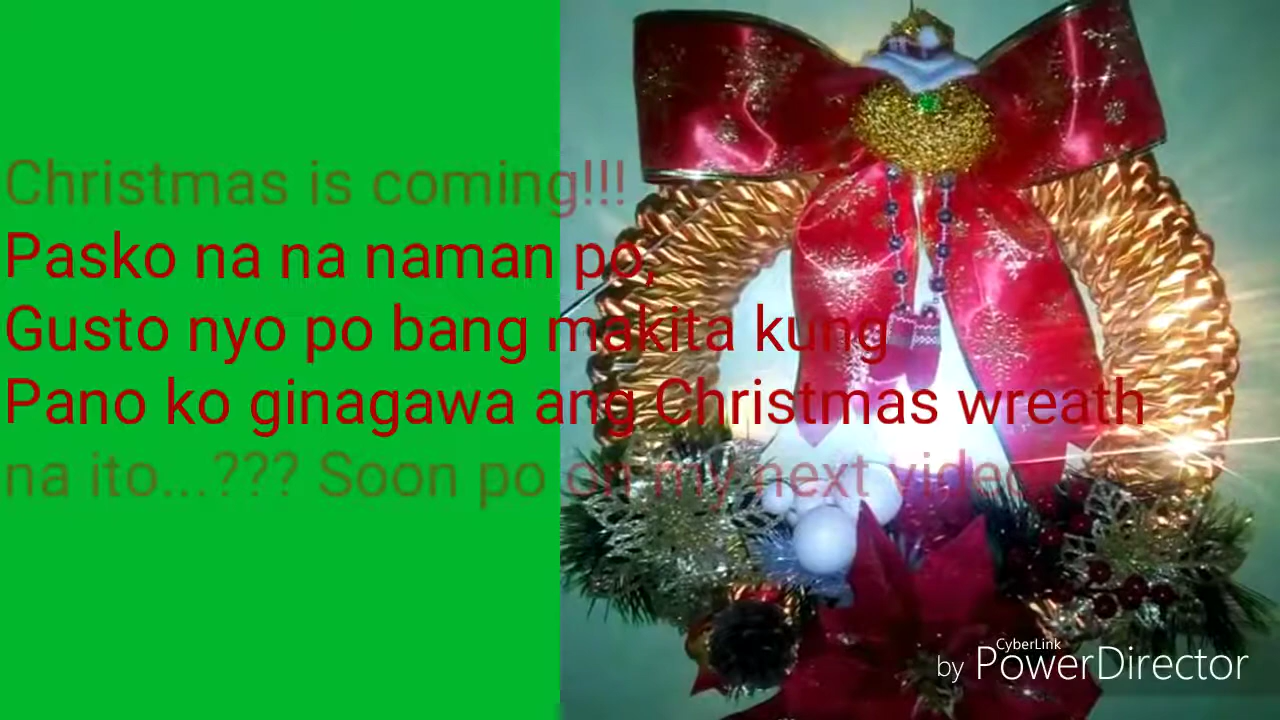 Christmas is coming!!!
Pasko na na naman po,
Gusto nyo po bang makita kung
Pano ko ginagawa ang Christmas wreath
na ito...??? Soon po on my next video
CyberLink
by PowerDirector